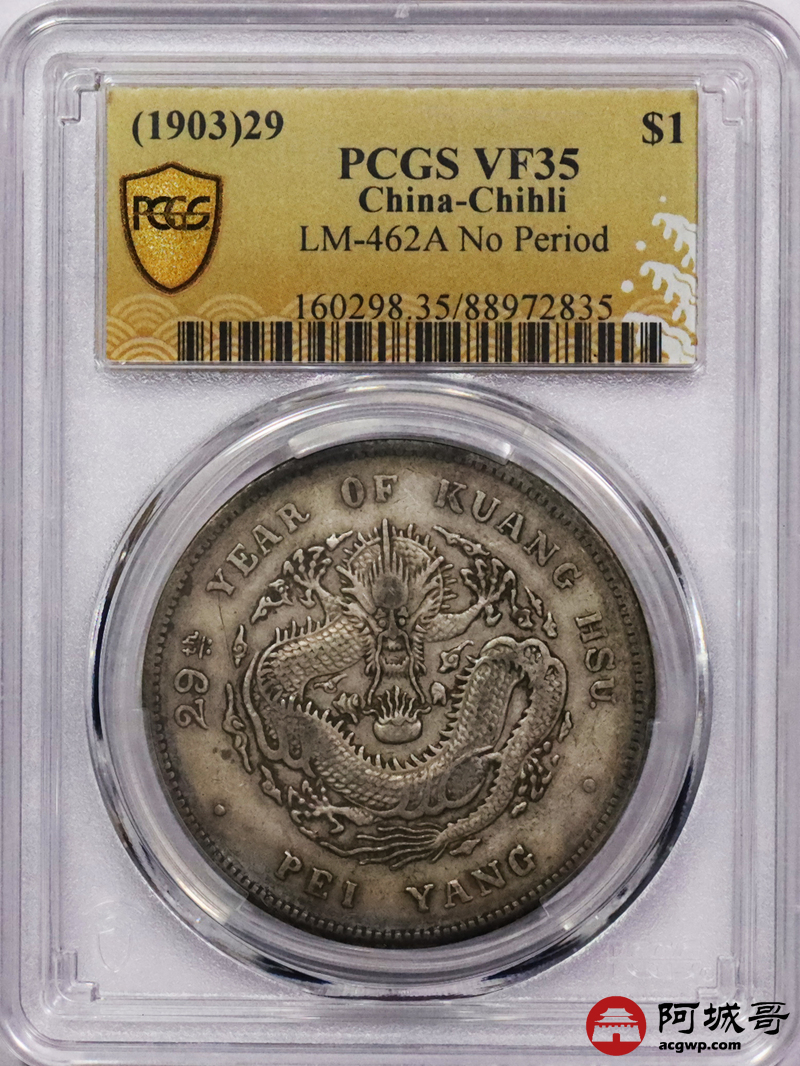 (1903)29 $1
PCGS VF35
China-Chihli
LM-462A No Period
PCGS
160298.35/88972835
29th YEAR OF KUANG HSU.
PEI YANG
阿城哥
acgwp.com